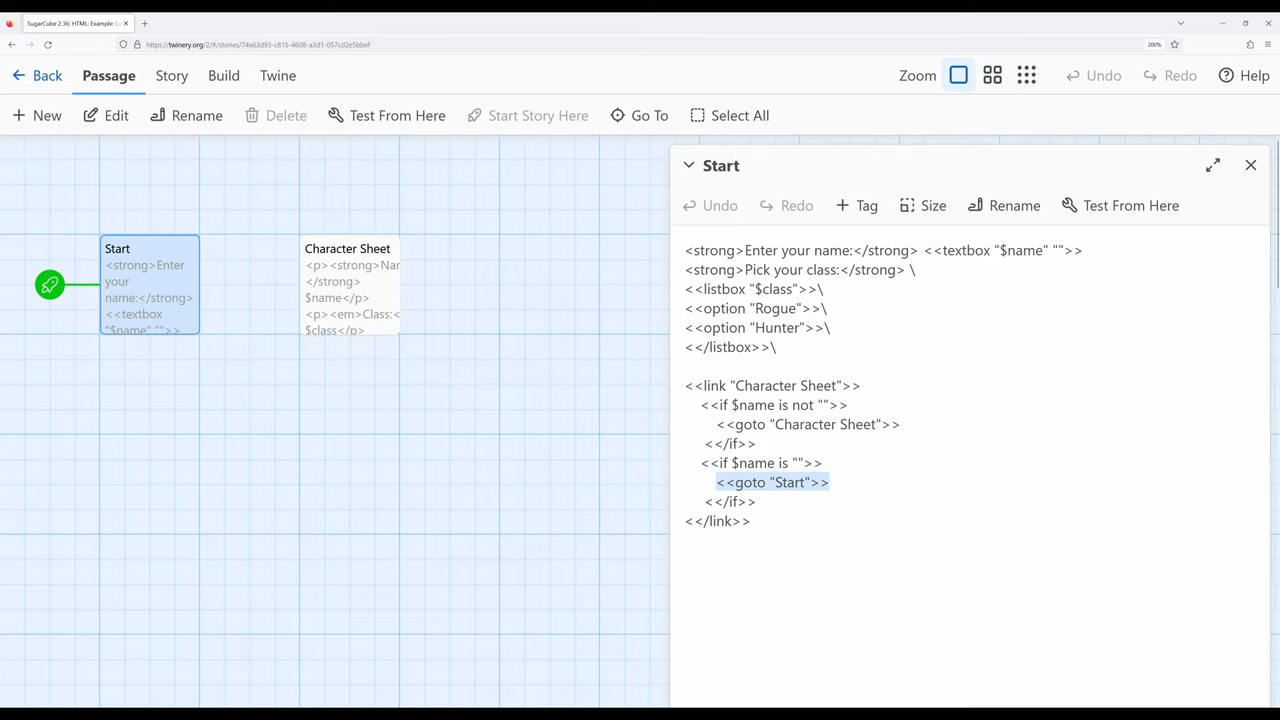 SugarCube 2.36: HTML: Example: L
https://twinery.org/2/#/stories/74a63d93-c815-4608-a3d1-057cd2e5bbef
200%
Back Passage Story Build Twine Zoom Undo Redo Help
New Edit Rename Delete Test From Here Start Story Here Go To Select All
Start
<strong>Enter
your
name:</strong>
<<textbox
"$name" "">>
Character Sheet
<p><strong>Nar
</strong>
$name</p>
<p><em>Class:<
$class</p>
Start
Undo Redo Tag Size Rename Test From Here
<strong>Enter your name:</strong> <<textbox "$name" "">>
<strong>Pick your class:</strong> \
<<listbox "$class">>\
<<option "Rogue">>\
<<option "Hunter">>\
<</listbox>>\
<<link "Character Sheet">>
<<if $name is not "">>
<<goto "Character Sheet">>
<</if>>
<<if $name is "">>
<<goto "Start">>
<</if>>
<</link>>